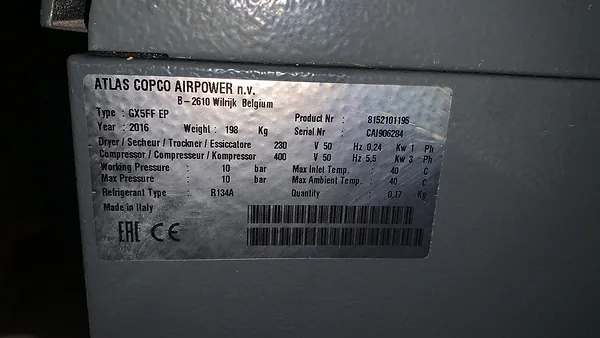 ATLAS COPCO AIRPOWER n.v.
B-2610 Wilrijk Belgium
Type : GX5FF EP Product Nr : 8152101195
Year : 2016 Weight : 198 Kg Serial Nr : CAI906284
Dryer / Secheur / Trockner / Essiccatore 230 V 50 Hz 0,24 Kw 1 Ph
Compressor / Compresseur / Kompressor 400 V 50 Hz 5,5 Kw 3 Ph
Working Pressure : 10 bar Max Inlet Temp. : 40 C
Max Pressure : 10 bar Max Ambient Temp. : 40 C
Refrigerant Type : R134A Quantity : 0,17 Kg
Made in Italy
EAC CE